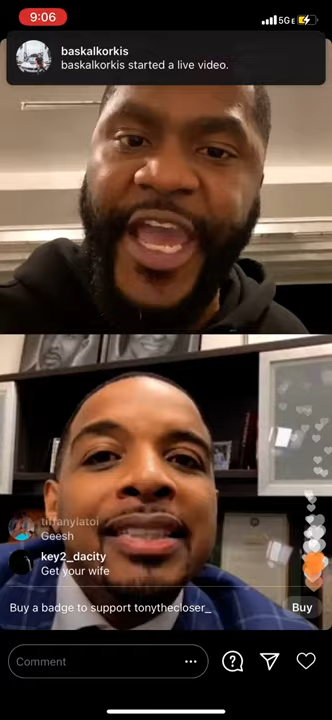 9:06
5GE
baskalkorkis
baskalkorkis started a live video.
tiffanylatoi
Geesh
key2_dacity
Get your wife
Buy a badge to support tonythecloser_
Buy
Comment